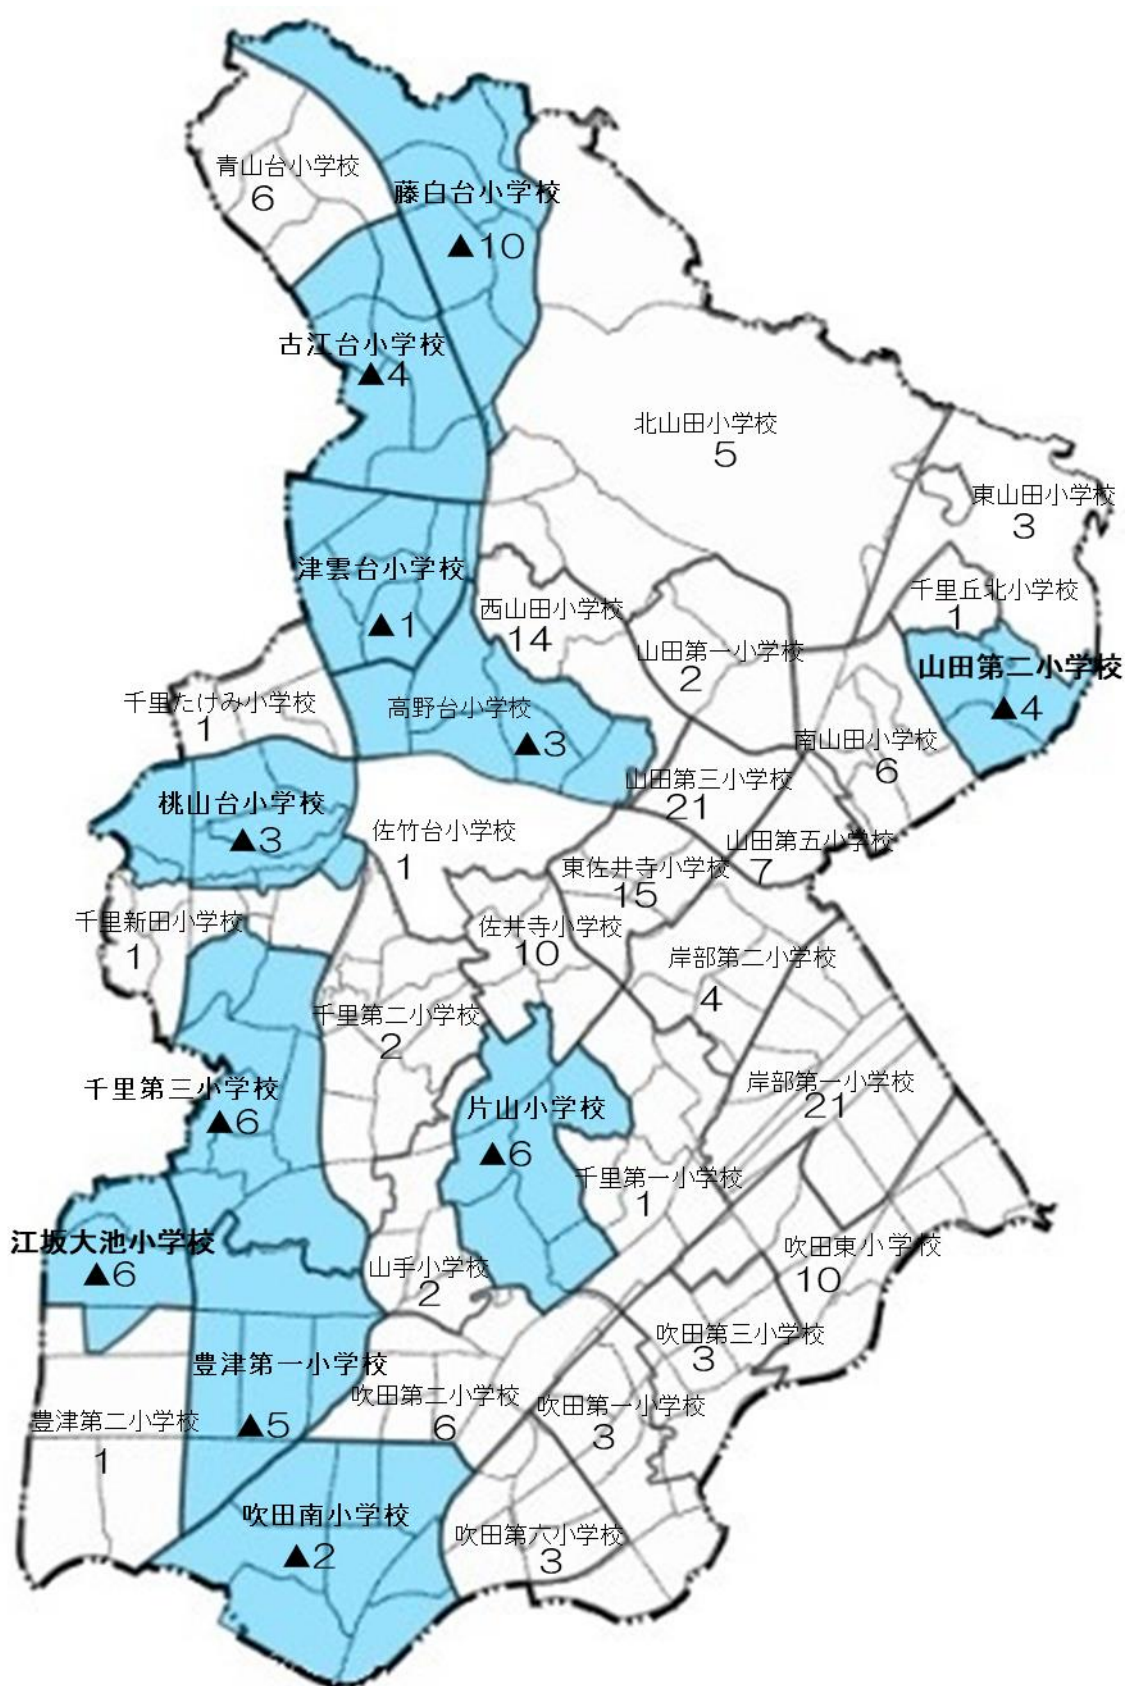 青山台小学校
6
藤白台小学校
▲10
古江台小学校
▲4
北山田小学校
5
東山田小学校
3
津雲台小学校
▲1
西山田小学校
14
千里丘北小学校
1
山田第一小学校
2
山田第二小学校
▲4
千里たけみ小学校
1
高野台小学校
▲3
南山田小学校
6
山田第三小学校
21
桃山台小学校
▲3
佐竹台小学校
1
山田第五小学校
7
東佐井寺小学校
15
千里新田小学校
1
佐井寺小学校
10
岸部第二小学校
4
千里第二小学校
2
岸部第一小学校
21
千里第三小学校
▲6
片山小学校
▲6
千里第一小学校
1
江坂大池小学校
▲6
吹田東小学校
10
山手小学校
2
吹田第三小学校
3
豊津第一小学校
▲5
吹田第二小学校
6
吹田第一小学校
3
豊津第二小学校
1
吹田南小学校
▲2
吹田第六小学校
3